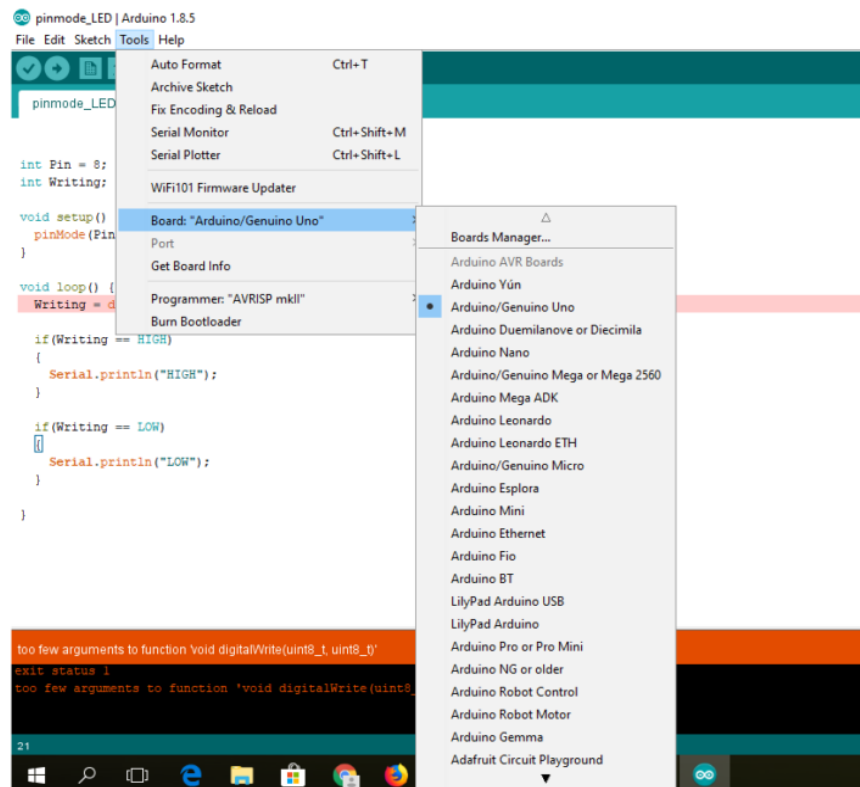 pinmode_LED | Arduino 1.8.5
File Edit Sketch Tools Help
pinmode_LED
Auto Format Ctrl+T
Archive Sketch
Fix Encoding & Reload
Serial Monitor Ctrl+Shift+M
Serial Plotter Ctrl+Shift+L
WiFi101 Firmware Updater
Board: "Arduino/Genuino Uno"
Port
Get Board Info
Programmer: "AVRISP mkII"
Burn Bootloader
Boards Manager...
Arduino AVR Boards
Arduino Yún
Arduino/Genuino Uno
Arduino Duemilanove or Diecimila
Arduino Nano
Arduino/Genuino Mega or Mega 2560
Arduino Mega ADK
Arduino Leonardo
Arduino Leonardo ETH
Arduino/Genuino Micro
Arduino Esplora
Arduino Mini
Arduino Ethernet
Arduino Fio
Arduino BT
LilyPad Arduino USB
LilyPad Arduino
Arduino Pro or Pro Mini
Arduino NG or older
Arduino Robot Control
Arduino Robot Motor
Arduino Gemma
Adafruit Circuit Playground
int Pin = 8;
int Writing;
void setup()
pinMode(Pin
}
void loop() {
Writing = d
if(Writing == HIGH)
{
Serial.println("HIGH");
}
if(Writing == LOW)
{
Serial.println("LOW");
}
}
too few arguments to function 'void digitalWrite(uint8_t, uint8_t)'
exit status 1
too few arguments to function 'void digitalWrite(uint8_
21